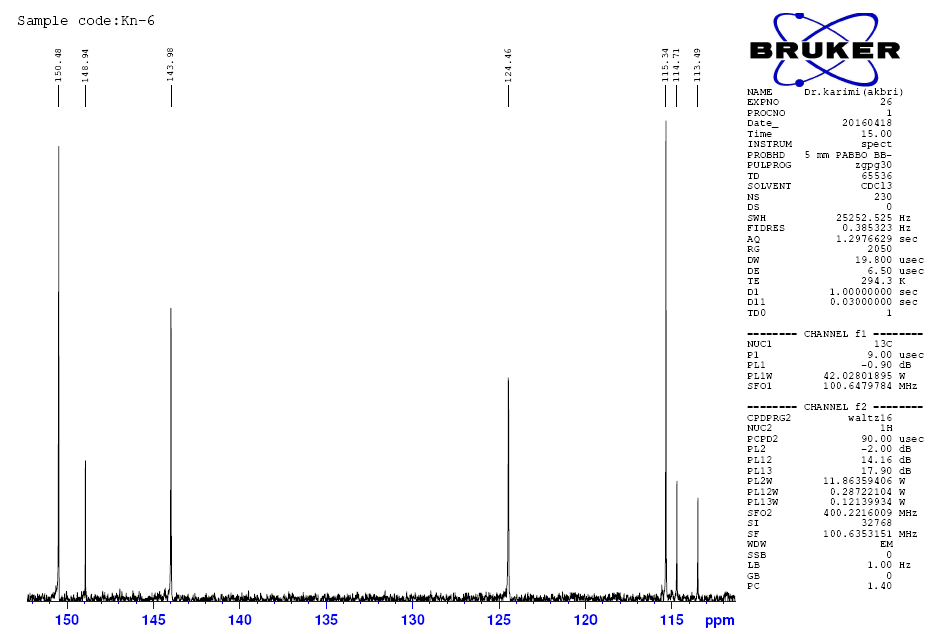 Sample code:Kn-6
150.48
148.94
143.98
124.46
115.34
114.71
113.49
150 145 140 135 130 125 120 115 ppm
BRUKER
NAME Dr.karimi(akbri)
EXPNO 26
PROCNO 1
Date_ 20160418
Time 15.00
INSTRUM spect
PROBHD 5 mm PABBO BB-
PULPROG zgpg30
TD 65536
SOLVENT CDCl3
NS 230
DS 0
SWH 25252.525 Hz
FIDRES 0.385323 Hz
AQ 1.2976629 sec
RG 2050
DW 19.800 usec
DE 6.50 usec
TE 294.3 K
D1 1.00000000 sec
D11 0.03000000 sec
TD0 1
======== CHANNEL f1 ========
NUC1 13C
P1 9.00 usec
PL1 -0.90 dB
PL1W 42.02801895 W
SFO1 100.6479784 MHz
======== CHANNEL f2 ========
CPDPRG2 waltz16
NUC2 1H
PCPD2 90.00 usec
PL2 -2.00 dB
PL12 14.16 dB
PL13 17.90 dB
PL2W 11.86359406 W
PL12W 0.28722104 W
PL13W 0.12139934 W
SFO2 400.2216009 MHz
SI 32768
SF 100.6353151 MHz
WDW EM
SSB 0
LB 1.00 Hz
GB 0
PC 1.40